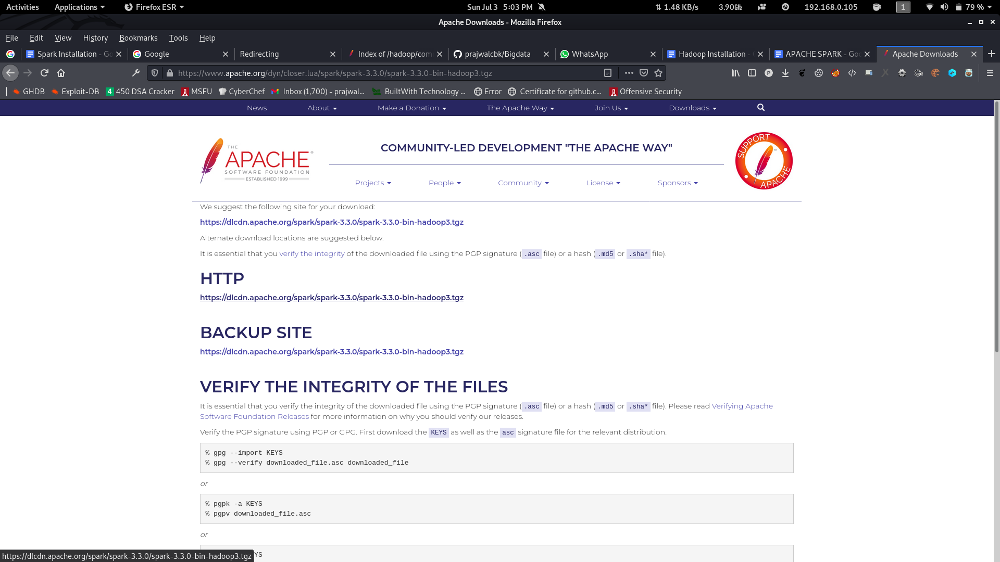 Activities Applications Firefox ESR Sun Jul 3 5:03 PM 1.48 KB/s 3.90GHz 192.168.0.105 1 79 %
Apache Downloads - Mozilla Firefox
File Edit View History Bookmarks Tools Help
Spark Installation - Go Google Redirecting Index of /hadoop/com prajwalcbk/Bigdata WhatsApp Hadoop Installation - APACHE SPARK - Goo Apache Downloads
https://www.apache.org/dyn/closer.lua/spark/spark-3.3.0/spark-3.3.0-bin-hadoop3.tgz
GHDB Exploit-DB 450 DSA Cracker MSFU CyberChef Inbox (1,700) - prajwal... BuiltWith Technology ... Error Certificate for github.c... Offensive Security
News About Make a Donation The Apache Way Join Us Downloads
THE
APACHE®
SOFTWARE FOUNDATION
ESTABLISHED 1999
COMMUNITY-LED DEVELOPMENT "THE APACHE WAY"
SUPPORT
APACHE
Projects People Community License Sponsors
We suggest the following site for your download:
https://dlcdn.apache.org/spark/spark-3.3.0/spark-3.3.0-bin-hadoop3.tgz
Alternate download locations are suggested below.
It is essential that you verify the integrity of the downloaded file using the PGP signature ( .asc file) or a hash ( .md5 or .sha* file).
HTTP
https://dlcdn.apache.org/spark/spark-3.3.0/spark-3.3.0-bin-hadoop3.tgz
BACKUP SITE
https://dlcdn.apache.org/spark/spark-3.3.0/spark-3.3.0-bin-hadoop3.tgz
VERIFY THE INTEGRITY OF THE FILES
It is essential that you verify the integrity of the downloaded file using the PGP signature ( .asc file) or a hash ( .md5 or .sha* file). Please read Verifying Apache
Software Foundation Releases for more information on why you should verify our releases.
Verify the PGP signature using PGP or GPG. First download the KEYS as well as the asc signature file for the relevant distribution.
% gpg --import KEYS
% gpg --verify downloaded_file.asc downloaded_file
or
% pgpk -a KEYS
% pgpv downloaded_file.asc
or
YS
https://dlcdn.apache.org/spark/spark-3.3.0/spark-3.3.0-bin-hadoop3.tgz